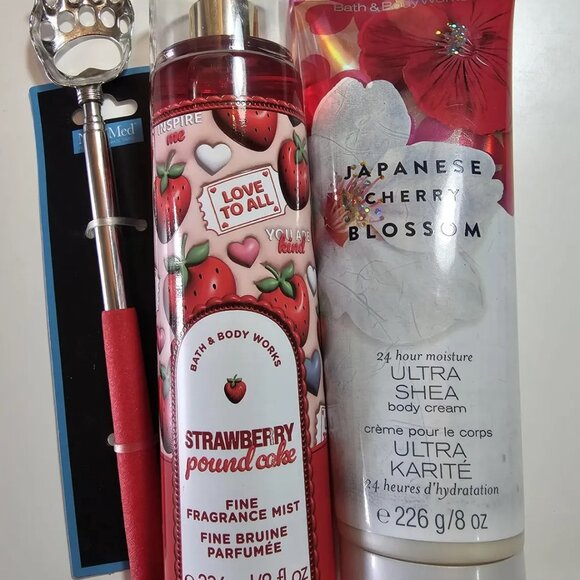 Med
INSPIRE
me
LOVE
TO ALL
YOU ARE
kind
BATH & BODY WORKS
STRAWBERRY
pound cake
FINE
FRAGRANCE MIST
FINE BRUINE
PARFUMÉE
fl oz
Bath & Body Works
JAPANESE
CHERRY
BLOSSOM
24 hour moisture
ULTRA
SHEA
body cream
crème pour le corps
ULTRA
KARITÉ
24 heures d'hydratation
e 226 g/8 oz